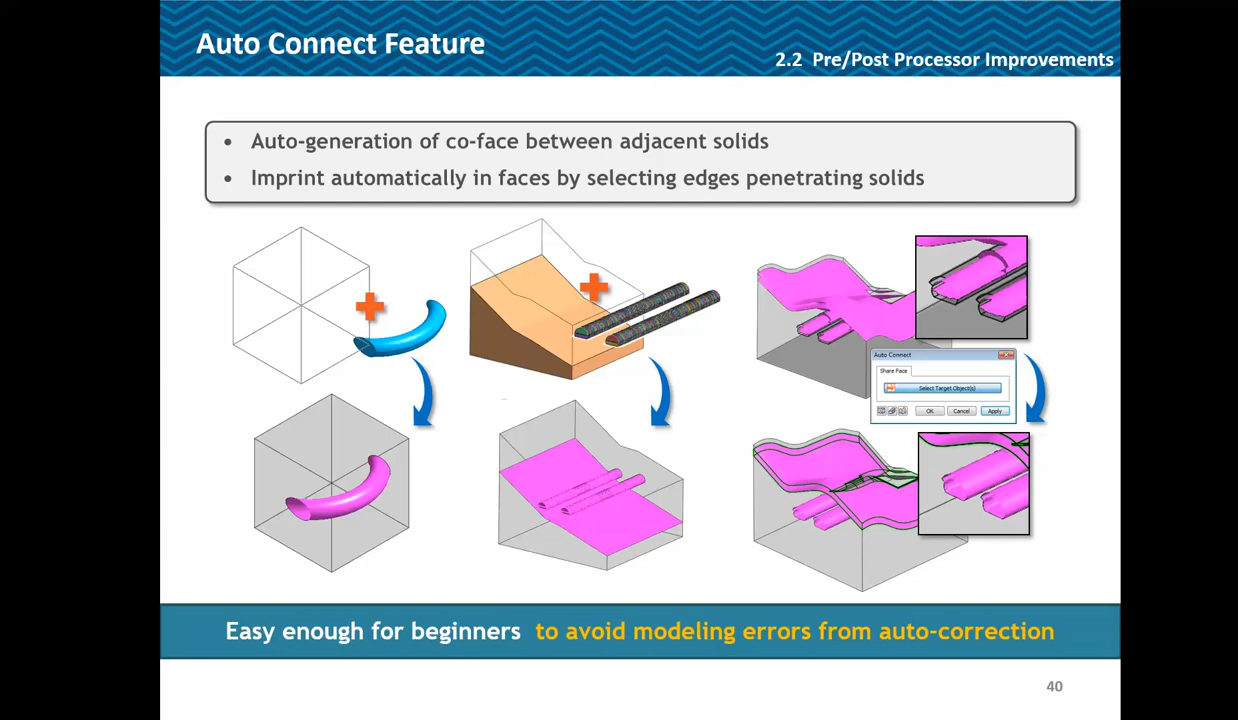 Auto Connect Feature
2.2 Pre/Post Processor Improvements
• Auto-generation of co-face between adjacent solids
• Imprint automatically in faces by selecting edges penetrating solids
Auto Connect
Share Face
Select Target Object(s)
OK Cancel Apply
Easy enough for beginners to avoid modeling errors from auto-correction
40